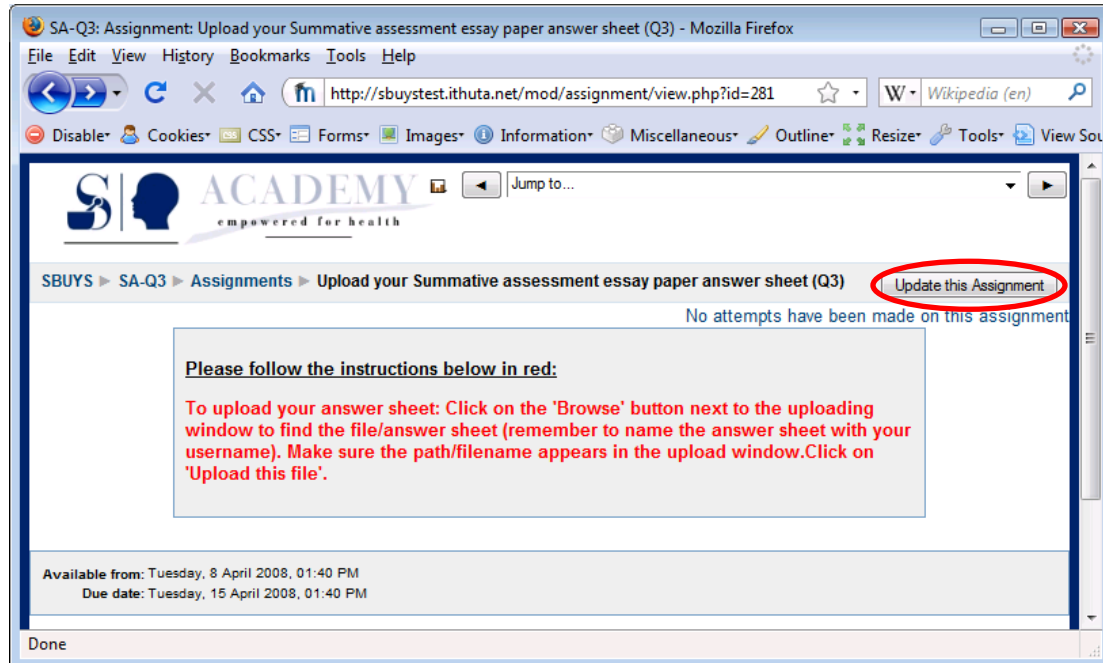 SA-Q3: Assignment: Upload your Summative assessment essay paper answer sheet (Q3) - Mozilla Firefox
File Edit View History Bookmarks Tools Help
m http://sbuystest.ithuta.net/mod/assignment/view.php?id=281 W Wikipedia (en)
Disable Cookies CSS Forms Images Information Miscellaneous Outline Resize Tools View Sou
S ACADEMY Jump to...
empowered for health
SBUYS ► SA-Q3 ► Assignments ► Upload your Summative assessment essay paper answer sheet (Q3) Update this Assignment
No attempts have been made on this assignment
Please follow the instructions below in red:
To upload your answer sheet: Click on the 'Browse' button next to the uploading
window to find the file/answer sheet (remember to name the answer sheet with your
username). Make sure the path/filename appears in the upload window.Click on
'Upload this file'.
Available from: Tuesday, 8 April 2008, 01:40 PM
Due date: Tuesday, 15 April 2008, 01:40 PM
Done